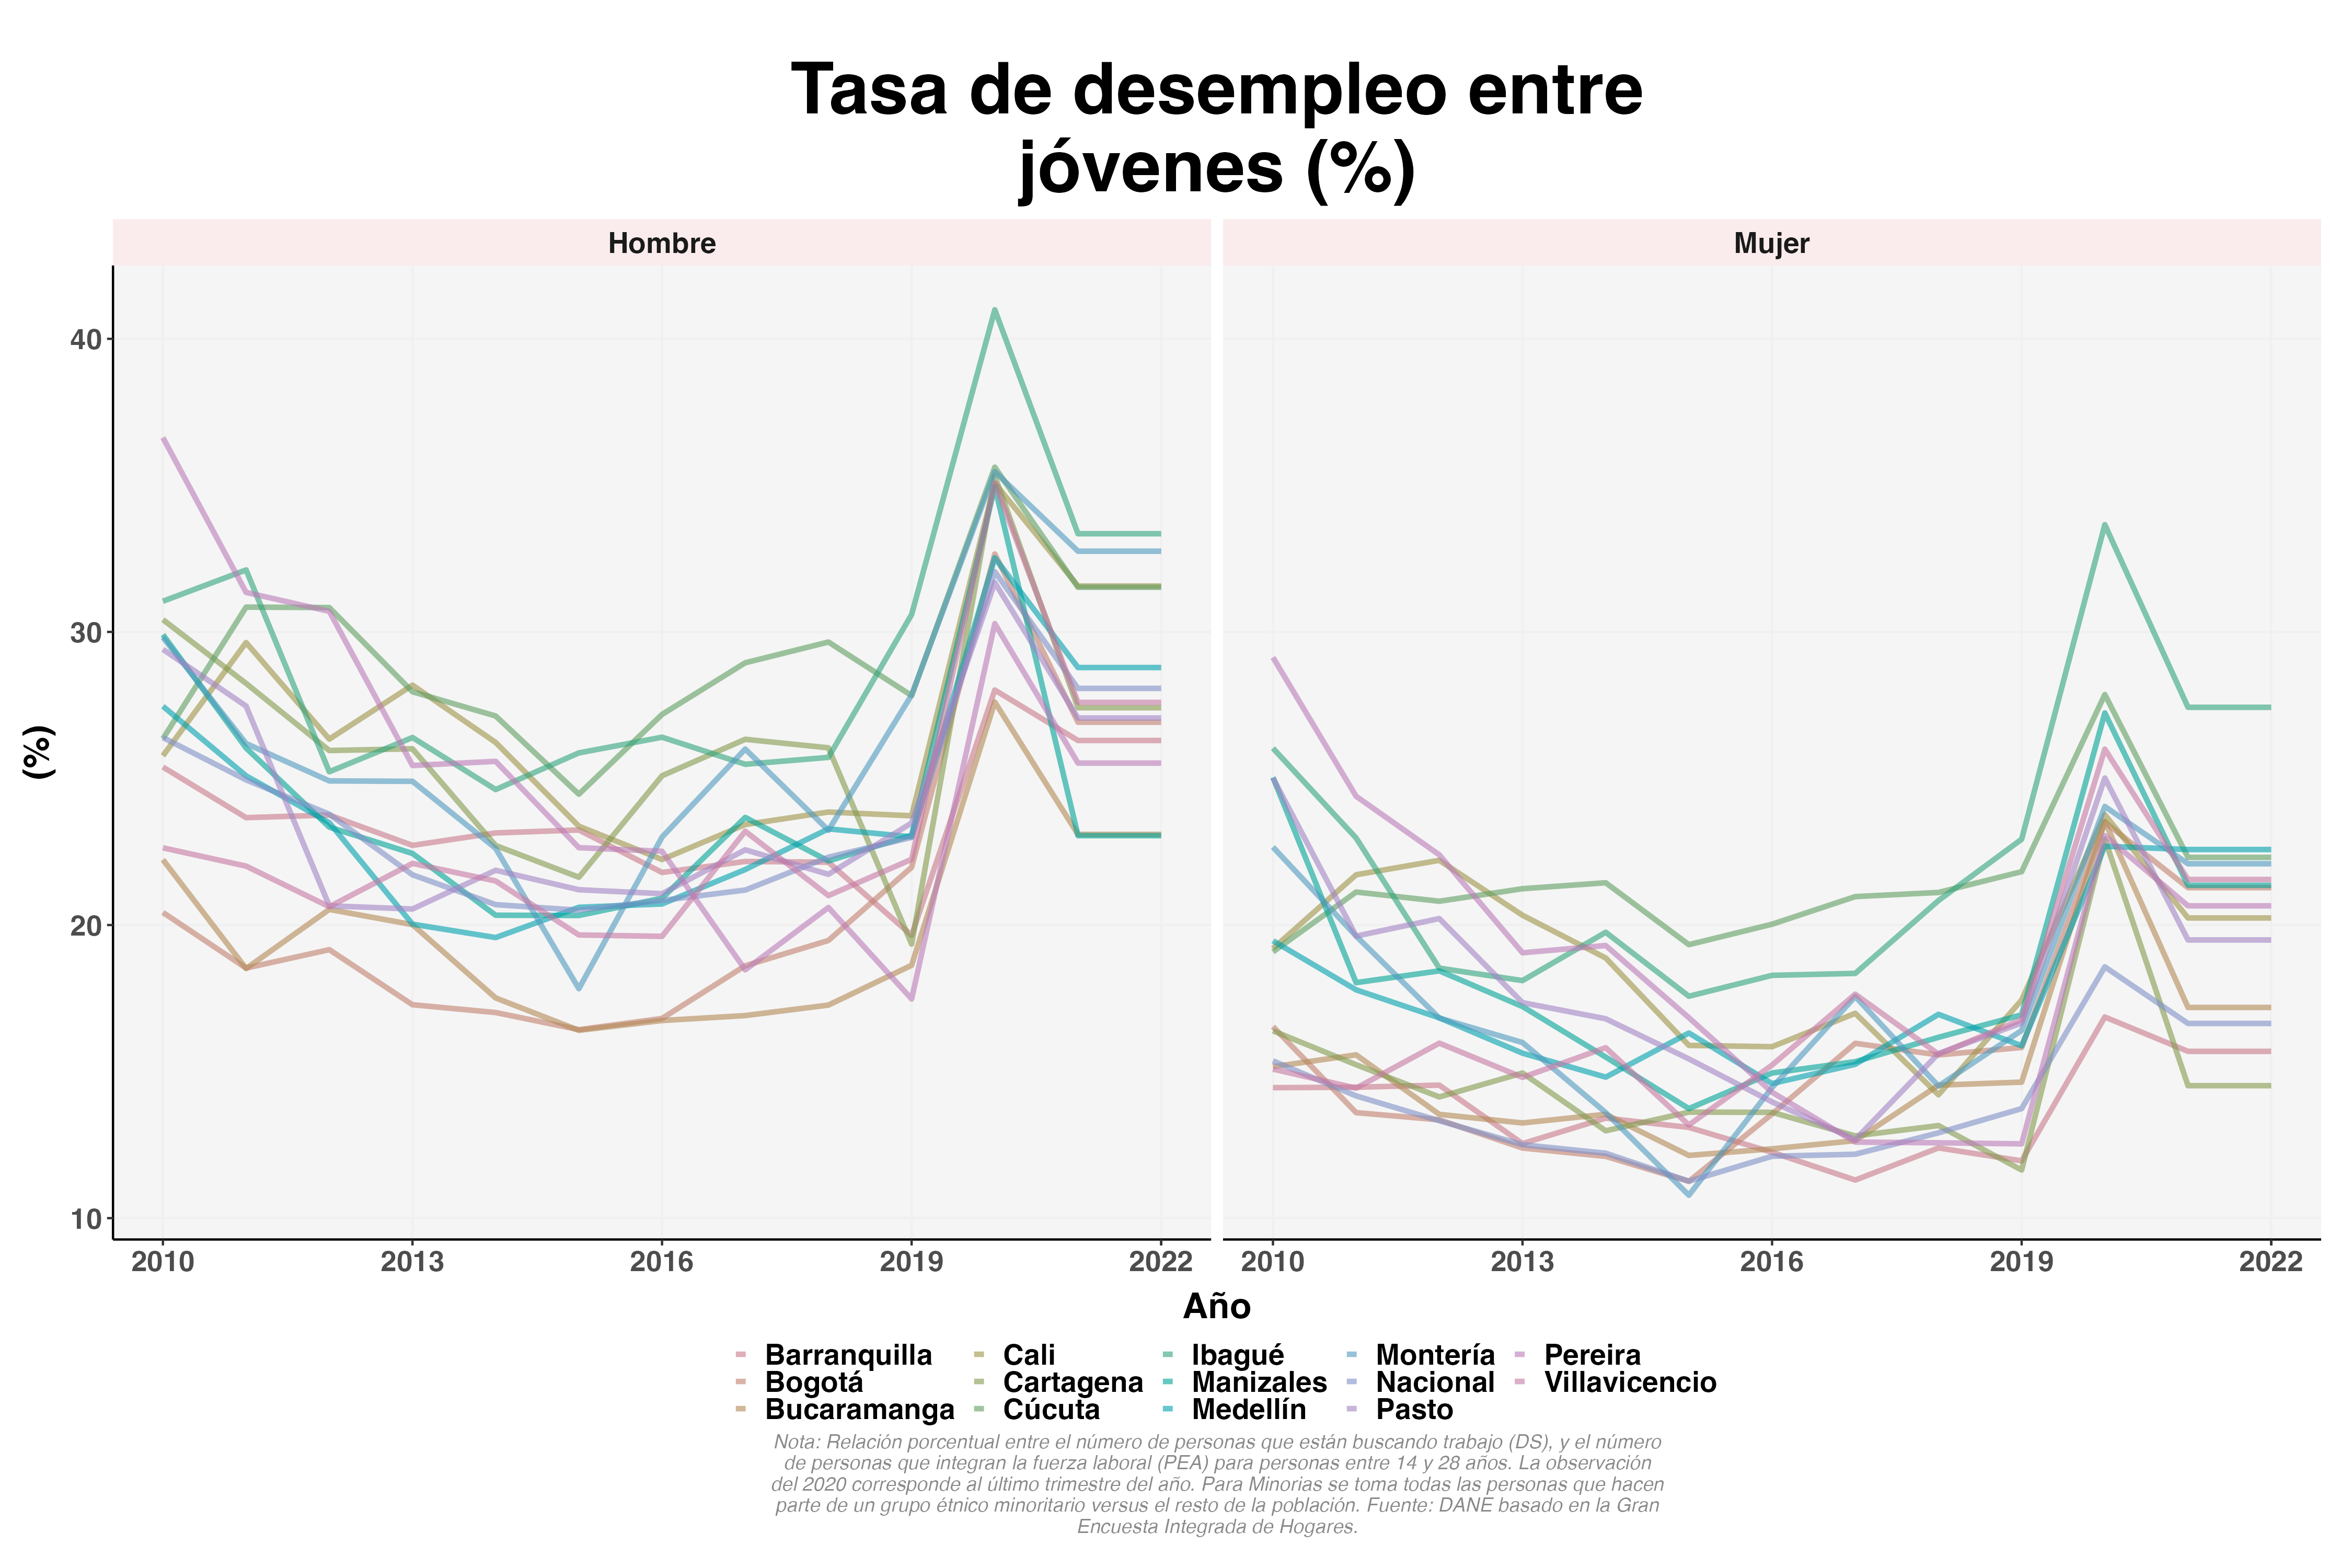 Tasa de desempleo entre
jóvenes (%)
Hombre
Mujer
(%)
40
30
20
10
2010
2013
2016
2019
2022
2010
2013
2016
2019
2022
Año
Barranquilla
Bogotá
Bucaramanga
Cali
Cartagena
Cúcuta
Ibagué
Manizales
Medellín
Montería
Nacional
Pasto
Pereira
Villavicencio
Nota: Relación porcentual entre el número de personas que están buscando trabajo (DS), y el número
de personas que integran la fuerza laboral (PEA) para personas entre 14 y 28 años. La observación
del 2020 corresponde al último trimestre del año. Para Minorias se toma todas las personas que hacen
parte de un grupo étnico minoritario versus el resto de la población. Fuente: DANE basado en la Gran
Encuesta Integrada de Hogares.